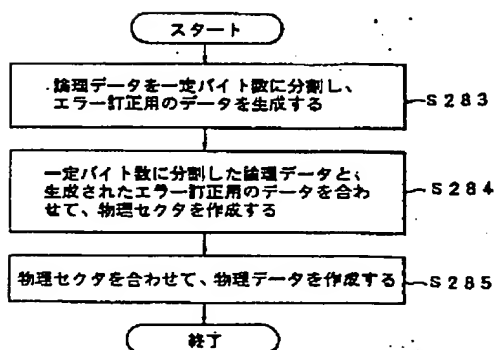 スタート
論理データを一定バイト数に分割し、
エラー訂正用のデータを生成する
S283
一定バイト数に分割した論理データと、
生成されたエラー訂正用のデータを合わ
せて、物理セクタを作成する
S284
物理セクタを合わせて、物理データを作成する
S285
終了